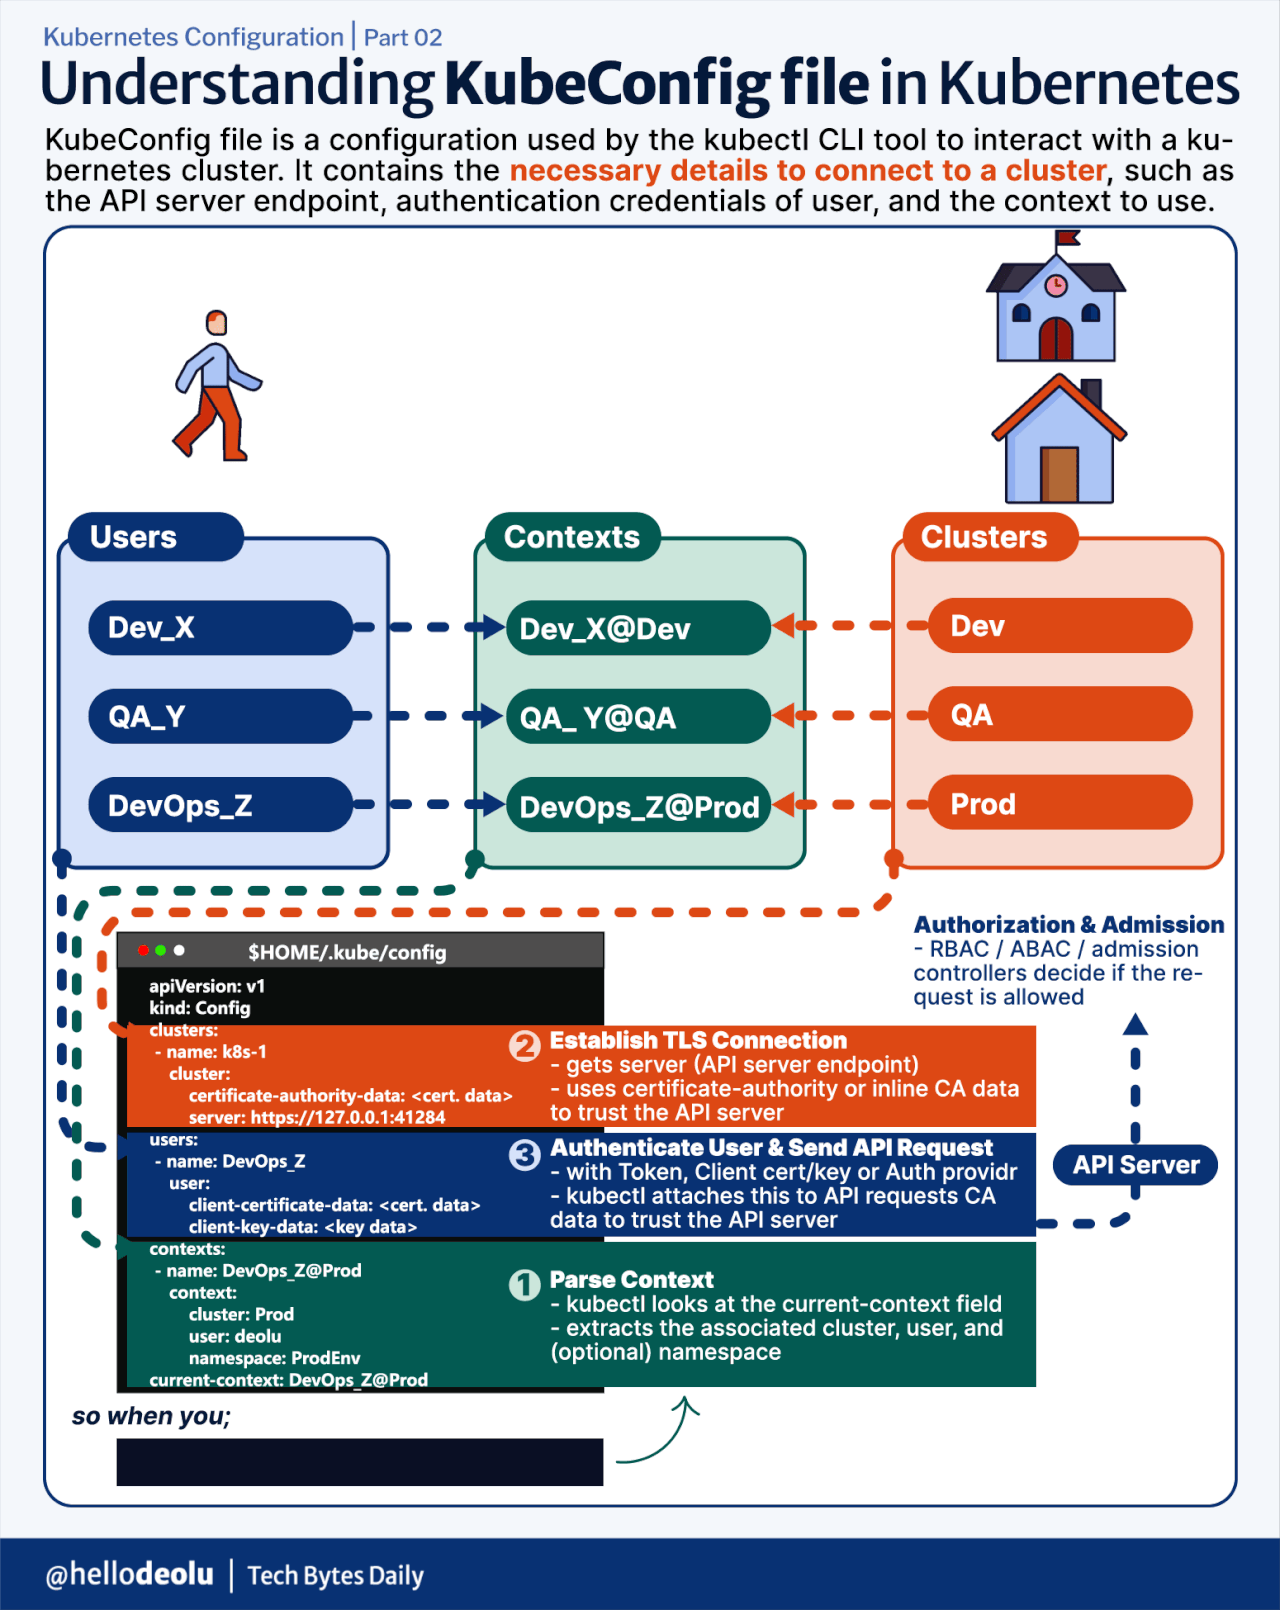 Kubernetes Configuration | Part 02
Understanding KubeConfig file in Kubernetes
KubeConfig file is a configuration used by the kubectl CLI tool to interact with a ku-
bernetes cluster. It contains the necessary details to connect to a cluster, such as
the API server endpoint, authentication credentials of user, and the context to use.
Users
Dev_X
QA_Y
DevOps_Z
Contexts
Dev_X@Dev
QA_ Y@QA
DevOps_Z@Prod
Clusters
Dev
QA
Prod
$HOME/.kube/config
apiVersion: v1
kind: Config
clusters:
- name: k8s-1
cluster:
certificate-authority-data: <cert. data>
server: https://127.0.0.1:41284
users:
- name: DevOps_Z
user:
client-certificate-data: <cert. data>
client-key-data: <key data>
contexts:
- name: DevOps_Z@Prod
context:
cluster: Prod
user: deolu
namespace: ProdEnv
current-context: DevOps_Z@Prod
2 Establish TLS Connection
- gets server (API server endpoint)
- uses certificate-authority or inline CA data
to trust the API server
3 Authenticate User & Send API Request
- with Token, Client cert/key or Auth providr
- kubectl attaches this to API requests CA
data to trust the API server
1 Parse Context
- kubectl looks at the current-context field
- extracts the associated cluster, user, and
(optional) namespace
Authorization & Admission
- RBAC / ABAC / admission
controllers decide if the re-
quest is allowed
API Server
so when you;
@hellodeolu | Tech Bytes Daily